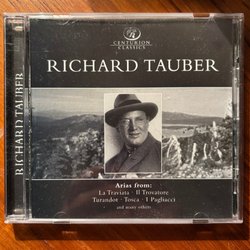 CENTURION
CLASSICS
RICHARD TAUBER
RICHARD TAUBER
Arias from:
La Traviata · Il Trovatore
Turandot · Tosca · I Pagliacci
and many others